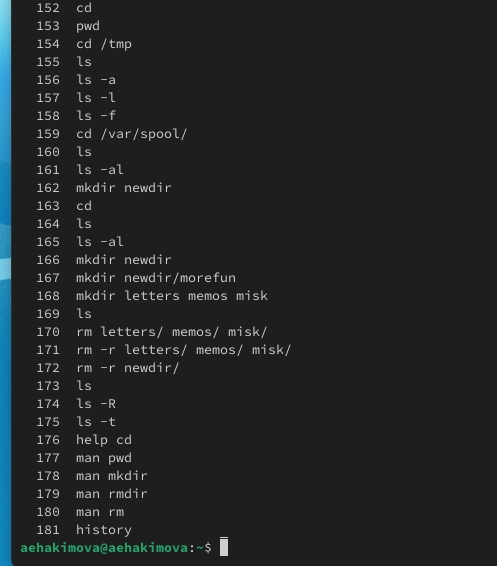 152 cd
153 pwd
154 cd /tmp
155 ls
156 ls -a
157 ls -l
158 ls -f
159 cd /var/spool/
160 ls
161 ls -al
162 mkdir newdir
163 cd
164 ls
165 ls -al
166 mkdir newdir
167 mkdir newdir/morefun
168 mkdir letters memos misk
169 ls
170 rm letters/ memos/ misk/
171 rm -r letters/ memos/ misk/
172 rm -r newdir/
173 ls
174 ls -R
175 ls -t
176 help cd
177 man pwd
178 man mkdir
179 man rmdir
180 man rm
181 history
aehakimova@aehakimova:~$